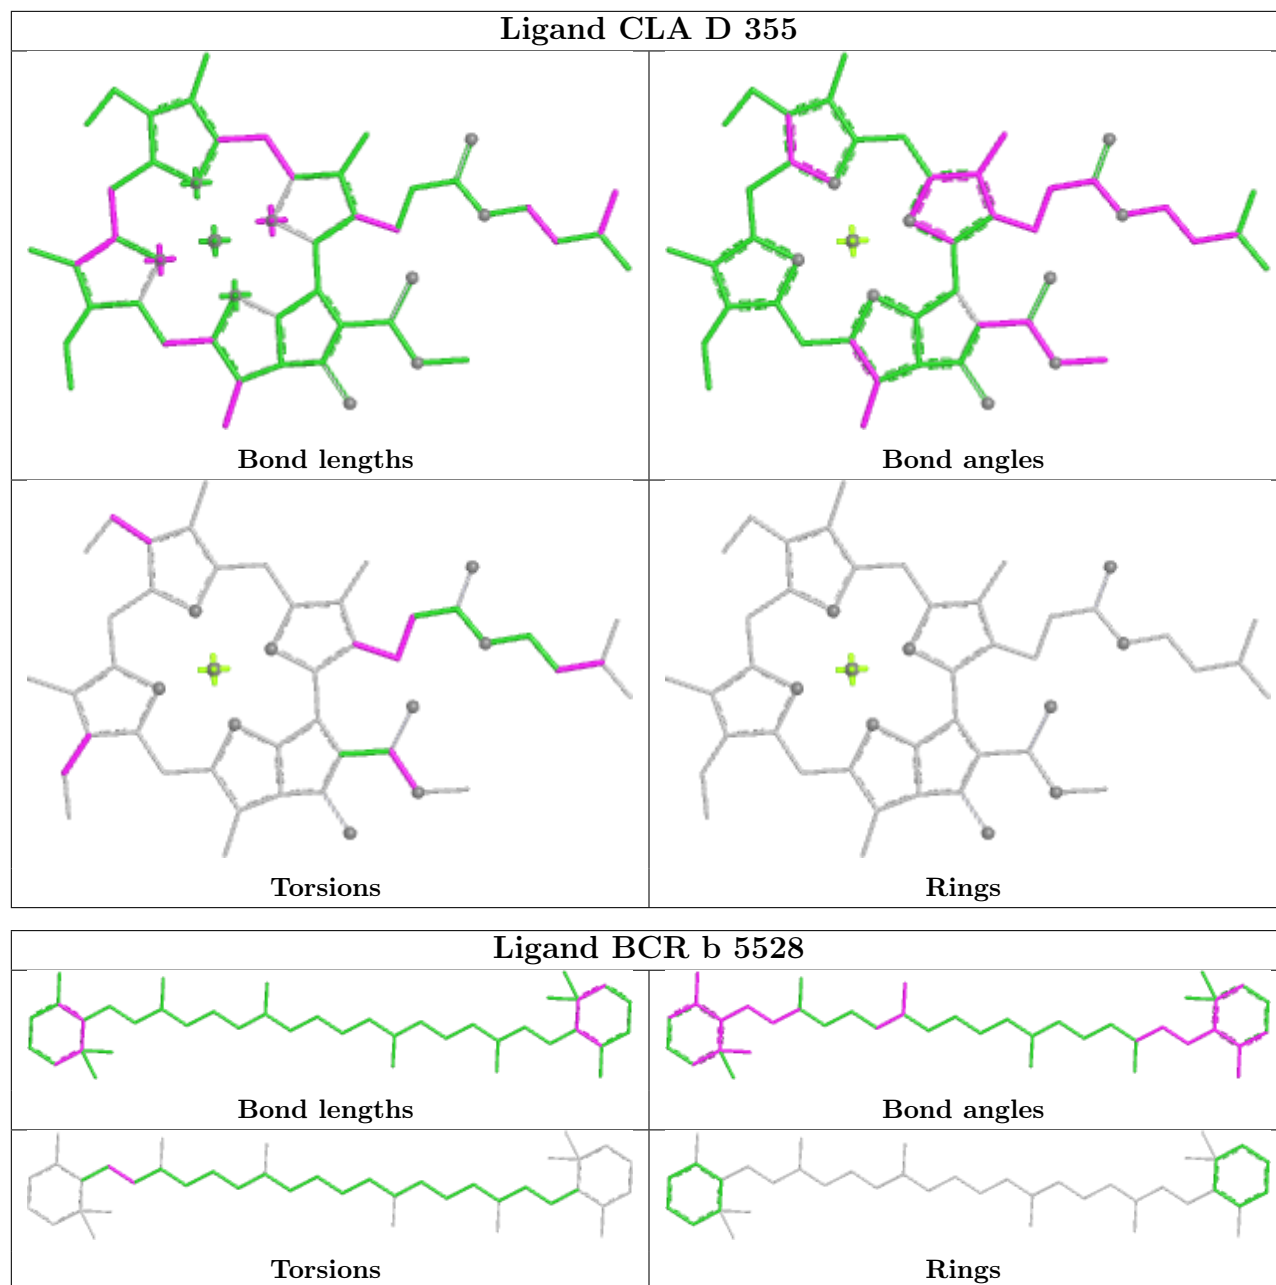 Ligand CLA D 355
Bond lengths
Bond angles
Torsions
Rings
Ligand BCR b 5528
Bond lengths
Bond angles
Torsions
Rings